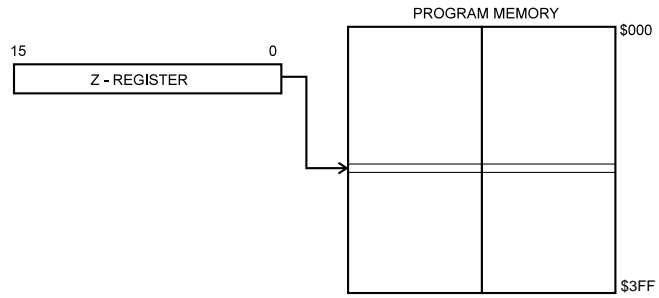 PROGRAM MEMORY
$000
15 0
Z - REGISTER
$3FF